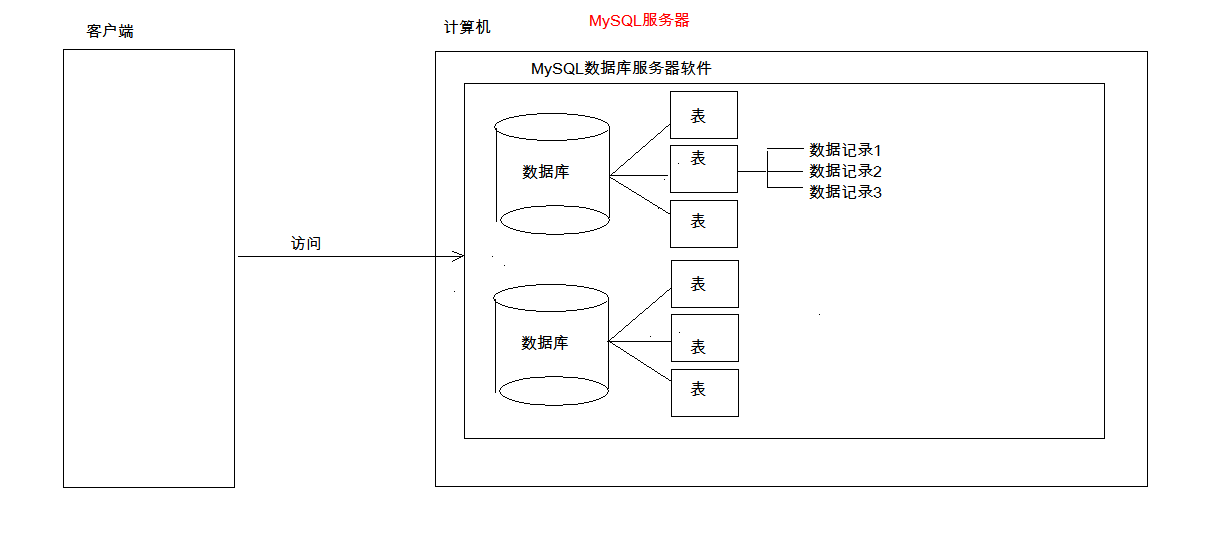 客户端
计算机
MySQL服务器
MySQL数据库服务器软件
表
数据库
表
数据记录1
数据记录2
数据记录3
表
访问
表
数据库
表
表